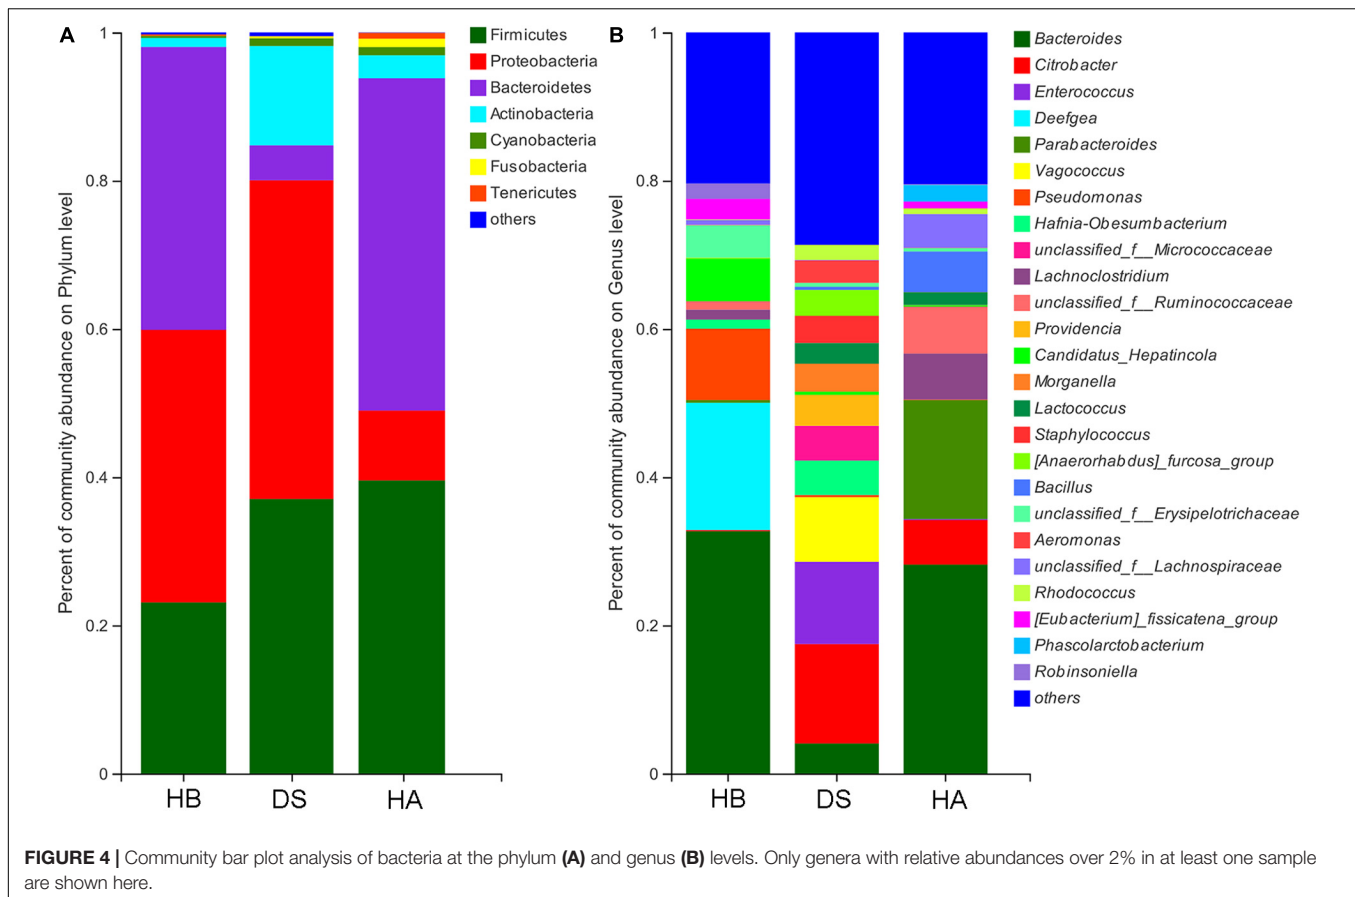 A
Percent of community abundance on Phylum level
1
0.8
0.6
0.4
0.2
0
HB
DS
HA
Firmicutes
Proteobacteria
Bacteroidetes
Actinobacteria
Cyanobacteria
Fusobacteria
Tenericutes
others
B
Percent of community abundance on Genus level
1
0.8
0.6
0.4
0.2
0
HB
DS
HA
Bacteroides
Citrobacter
Enterococcus
Deefgea
Parabacteroides
Vagococcus
Pseudomonas
Hafnia-Obesumbacterium
unclassified_f__Micrococcaceae
Lachnoclostridium
unclassified_f__Ruminococcaceae
Providencia
Candidatus_Hepatincola
Morganella
Lactococcus
Staphylococcus
[Anaerorhabdus]_furcosa_group
Bacillus
unclassified_f__Erysipelotrichaceae
Aeromonas
unclassified_f__Lachnospiraceae
Rhodococcus
[Eubacterium]_fissicatena_group
Phascolarctobacterium
Robinsoniella
others
FIGURE 4 | Community bar plot analysis of bacteria at the phylum (A) and genus (B) levels. Only genera with relative abundances over 2% in at least one sample
are shown here.